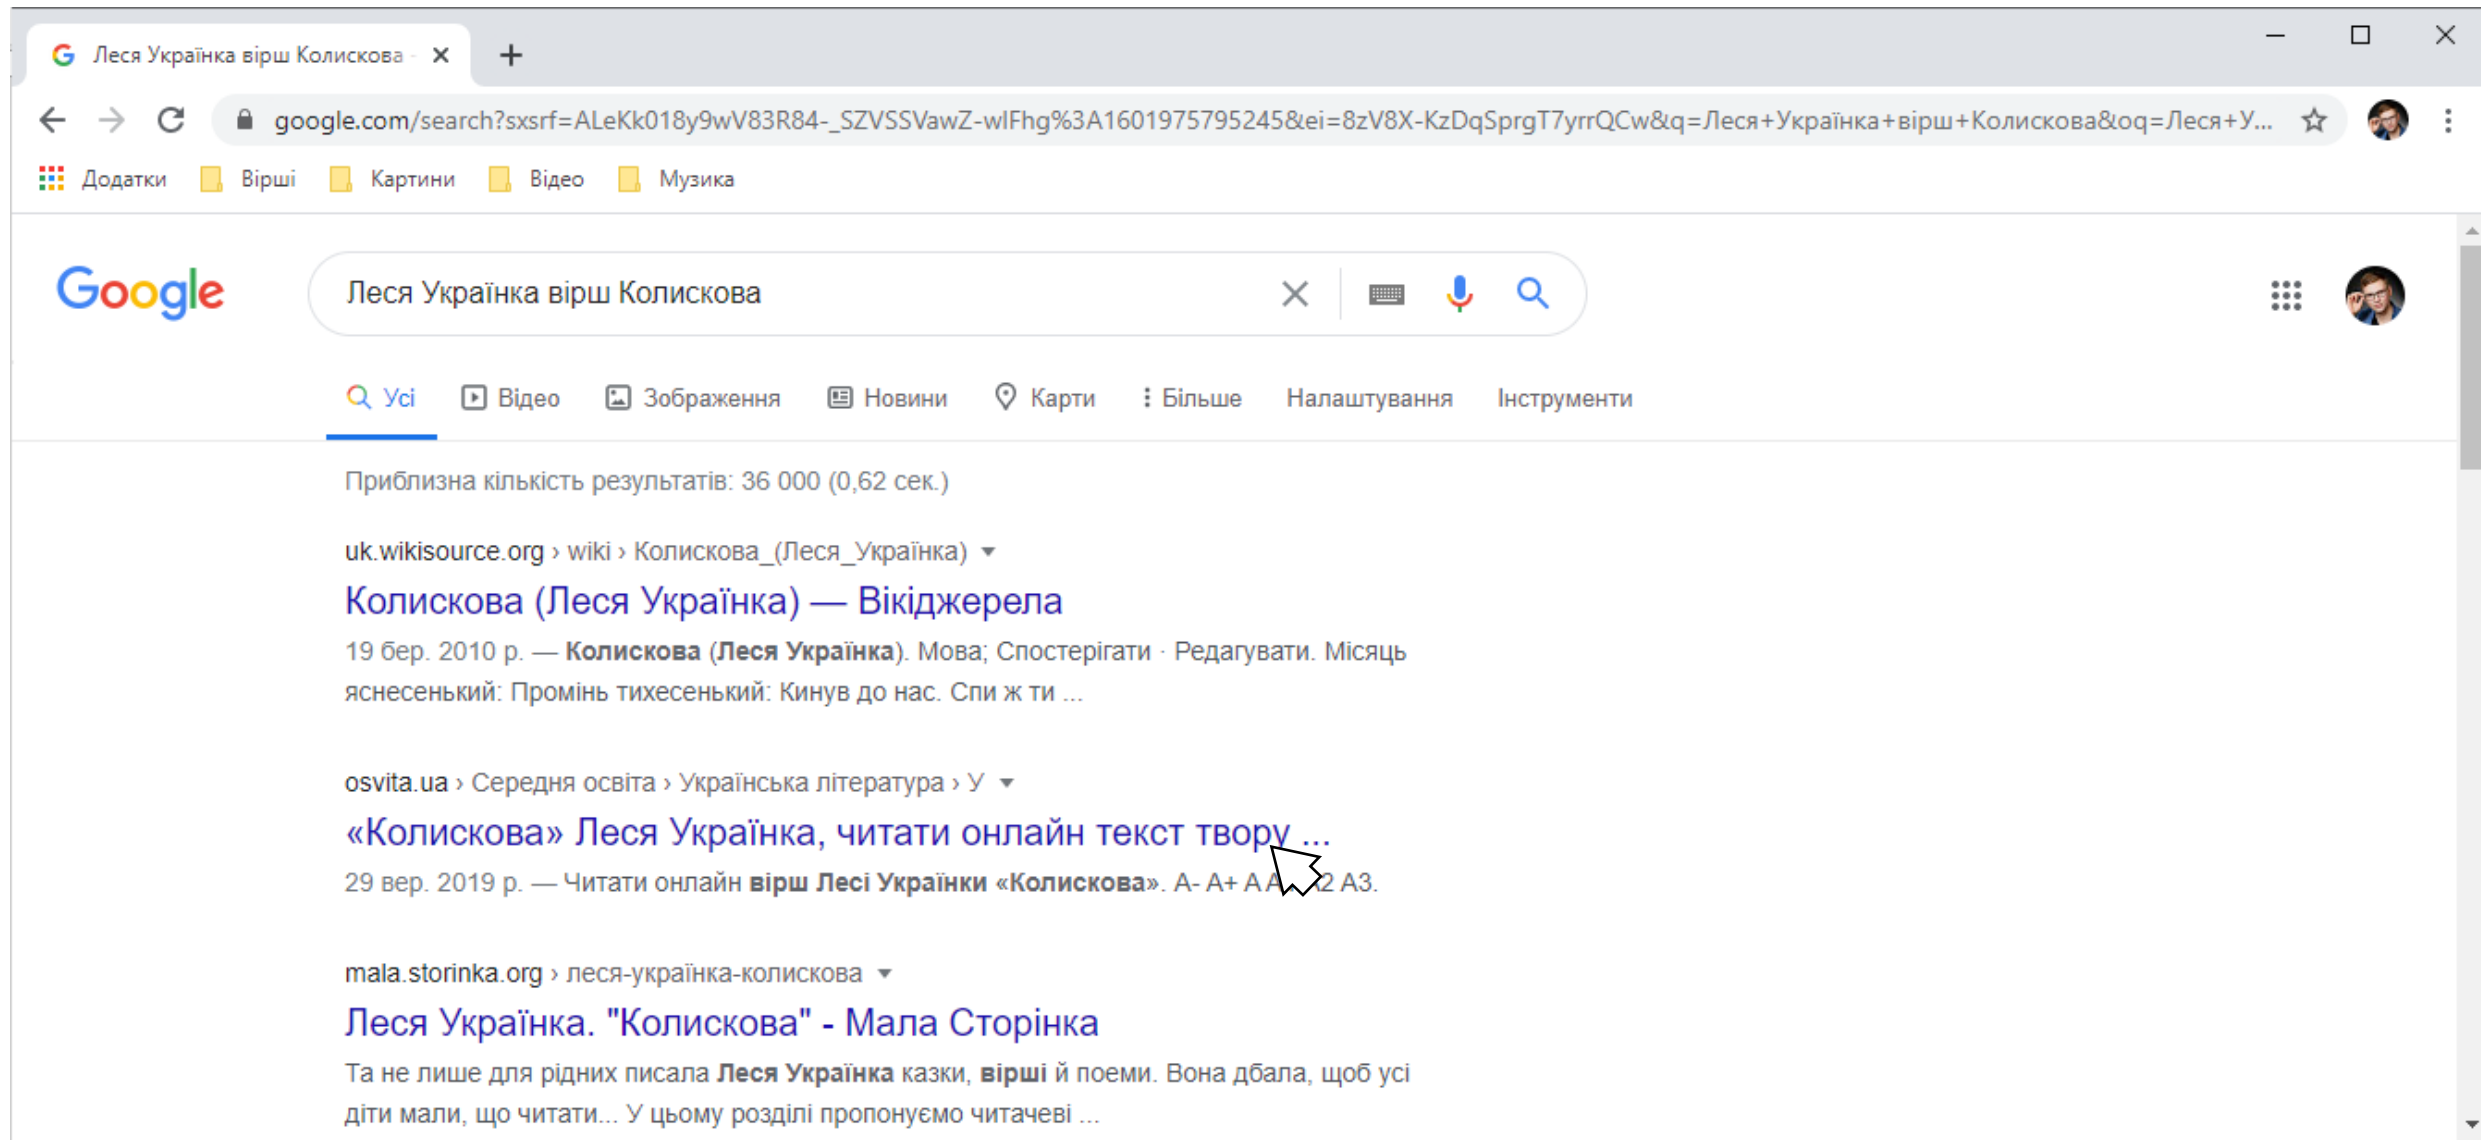 Леся Українка вірш Колискова -
google.com/search?sxsrf=ALeKk018y9wV83R84-_SZVSSVawZ-wIFhg%3A1601975795245&ei=8zV8X-KzDqSprgT7yrrQCw&q=Леся+Українка+вірш+Колискова&oq=Леся+У...
Додатки Вірші Картини Відео Музика
Google Леся Українка вірш Колискова
Усі Відео Зображення Новини Карти Більше Налаштування Інструменти
Приблизна кількість результатів: 36 000 (0,62 сек.)
uk.wikisource.org › wiki › Колискова_(Леся_Українка)
Колискова (Леся Українка) — Вікіджерела
19 бер. 2010 р. — Колискова (Леся Українка). Мова; Спостерігати · Редагувати. Місяць
яснесенький: Промінь тихесенький: Кинув до нас. Спи ж ти ...
osvita.ua › Середня освіта › Українська література › У
«Колискова» Леся Українка, читати онлайн текст твору ...
29 вер. 2019 р. — Читати онлайн вірш Лесі Українки «Колискова». А- А+ А А3.
mala.storinka.org › леся-українка-колискова
Леся Українка. "Колискова" - Мала Сторінка
Та не лише для рідних писала Леся Українка казки, вірші й поеми. Вона дбала, щоб усі
діти мали, що читати... У цьому розділі пропонуємо читачеві ...